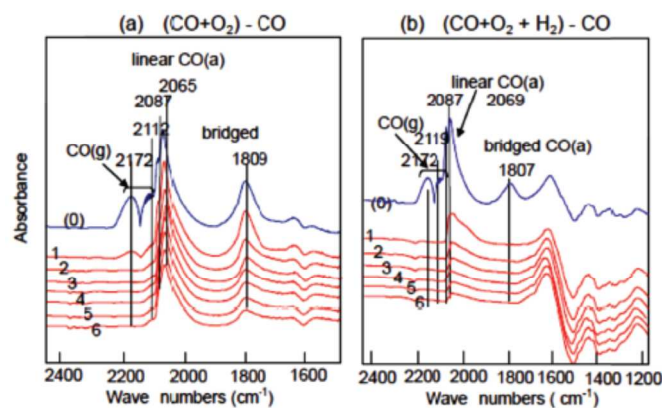 (a) (CO+O2) - CO
linear CO(a)
2065
2087
2112
CO(g)
2172
bridged
1809
(0)
1
2
3
4
5
6
Absorbance
2400 2200 2000 1800 1600
Wave numbers (cm-1)
(b) (CO+O2 + H2) - CO
linear CO(a)
2087 2069
CO(g)
2119
2172
bridged CO(a)
1807
(0)
1
2
3
4
5
6
2400 2200 2000 1800 1600 1400 1200
Wave numbers (cm-1)